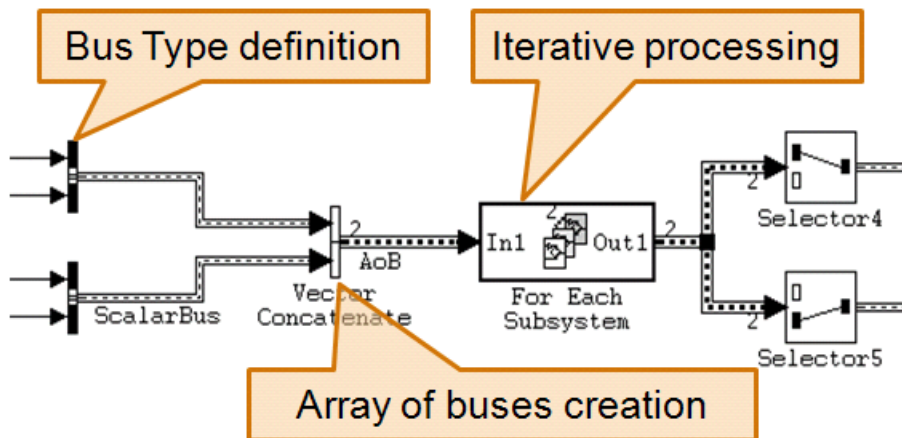 Bus Type definition
Iterative processing
2
Selector4
2
AoB
Vector
Concatenate
ScalarBus
In1
2
Out1
2
For Each
Subsystem
2
Selector5
Array of buses creation